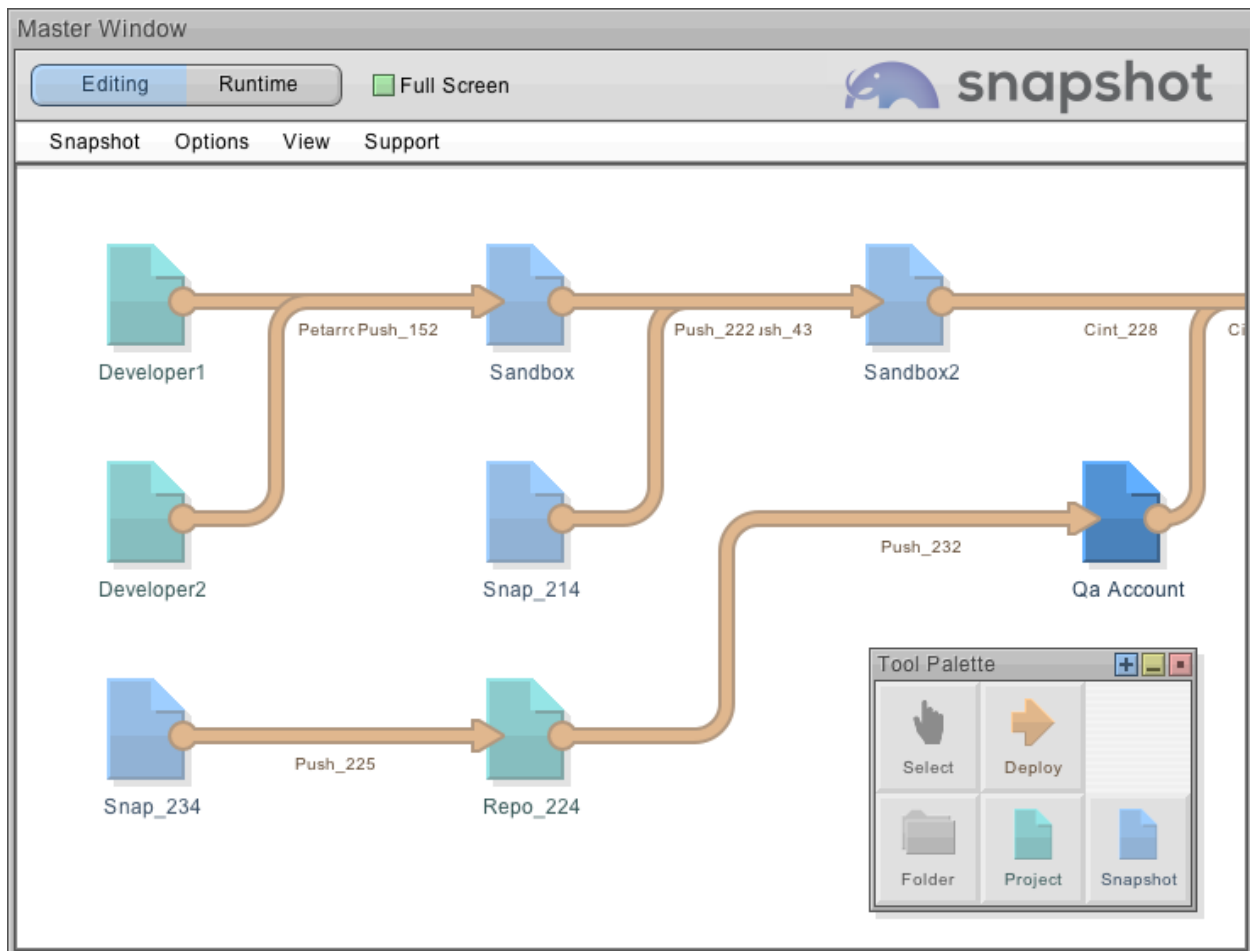 Master Window
Editing Runtime Full Screen snapshot
Snapshot Options View Support
Push_152 Push_222 Cint_228
Developer1 Sandbox Sandbox2
Push_232
Developer2 Snap_214 Qa Account
Tool Palette
Select Deploy
Push_225
Snap_234 Repo_224
Folder Project Snapshot